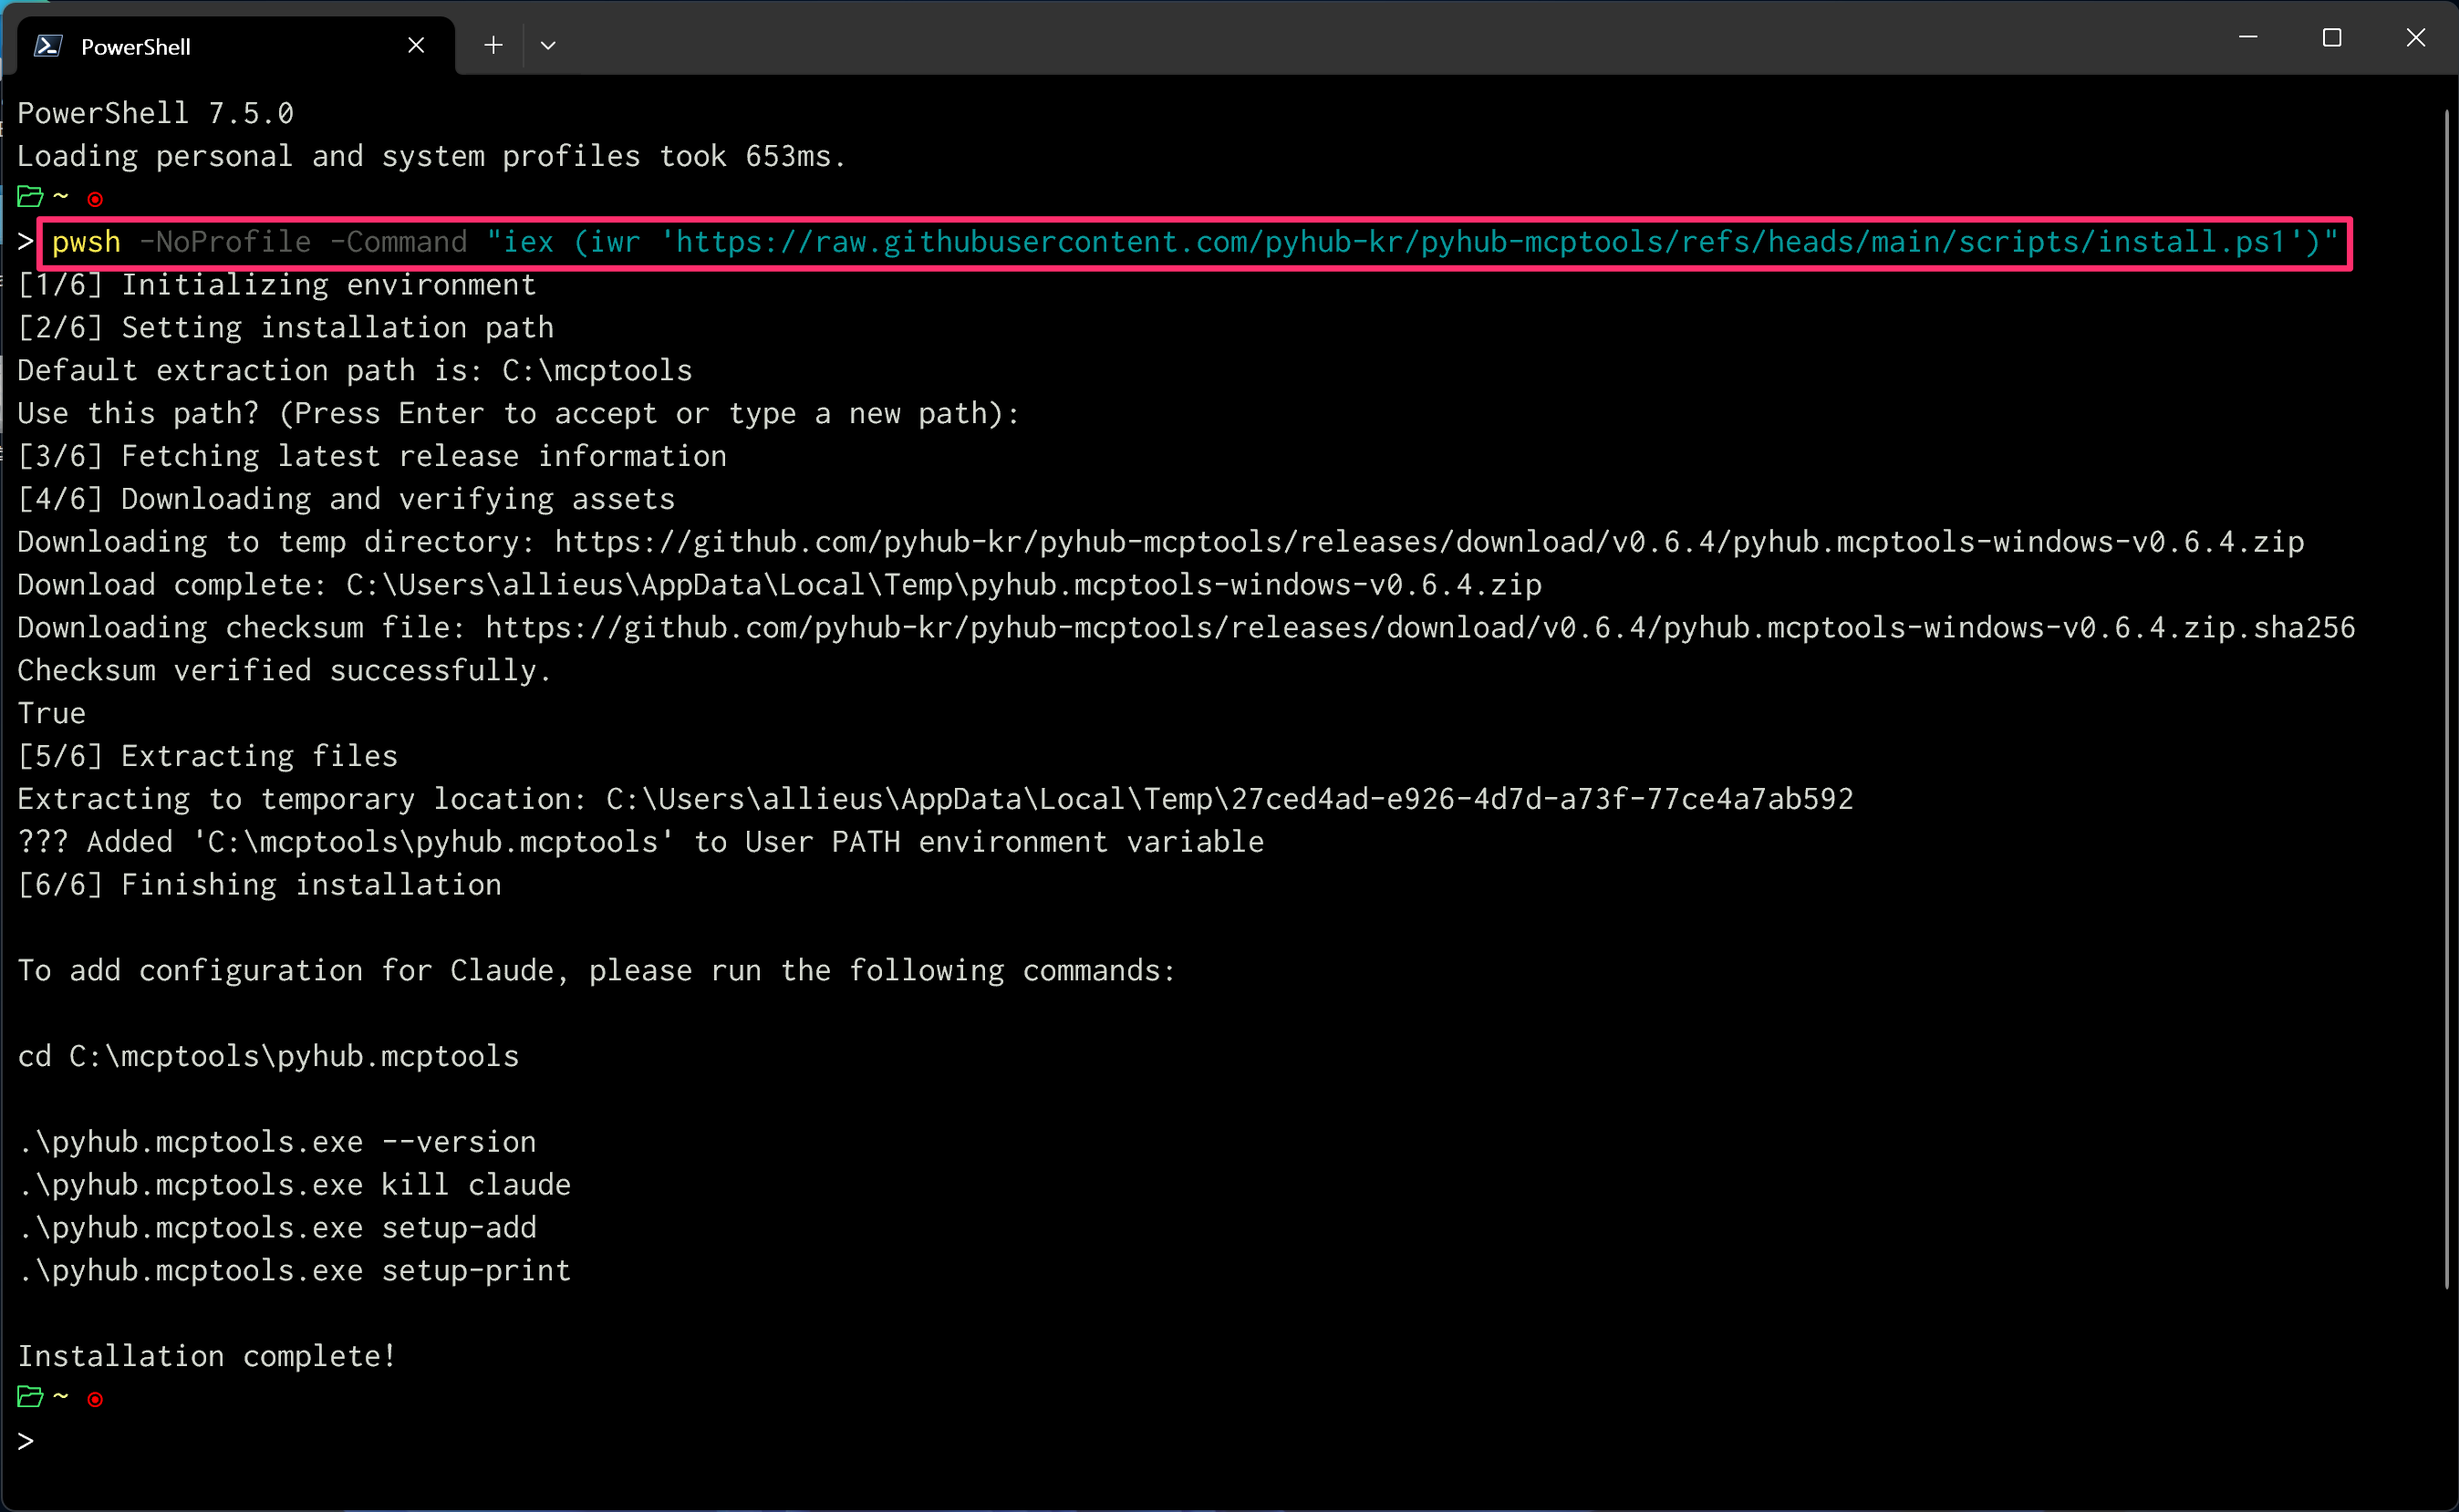 PowerShell
PowerShell 7.5.0
Loading personal and system profiles took 653ms.
~
> pwsh -NoProfile -Command "iex (iwr 'https://raw.githubusercontent.com/pyhub-kr/pyhub-mcptools/refs/heads/main/scripts/install.ps1')"
[1/6] Initializing environment
[2/6] Setting installation path
Default extraction path is: C:\mcptools
Use this path? (Press Enter to accept or type a new path):
[3/6] Fetching latest release information
[4/6] Downloading and verifying assets
Downloading to temp directory: https://github.com/pyhub-kr/pyhub-mcptools/releases/download/v0.6.4/pyhub.mcptools-windows-v0.6.4.zip
Download complete: C:\Users\allieus\AppData\Local\Temp\pyhub.mcptools-windows-v0.6.4.zip
Downloading checksum file: https://github.com/pyhub-kr/pyhub-mcptools/releases/download/v0.6.4/pyhub.mcptools-windows-v0.6.4.zip.sha256
Checksum verified successfully.
True
[5/6] Extracting files
Extracting to temporary location: C:\Users\allieus\AppData\Local\Temp\27ced4ad-e926-4d7d-a73f-77ce4a7ab592
??? Added 'C:\mcptools\pyhub.mcptools' to User PATH environment variable
[6/6] Finishing installation
To add configuration for Claude, please run the following commands:
cd C:\mcptools\pyhub.mcptools
.\pyhub.mcptools.exe --version
.\pyhub.mcptools.exe kill claude
.\pyhub.mcptools.exe setup-add
.\pyhub.mcptools.exe setup-print
Installation complete!
~
>